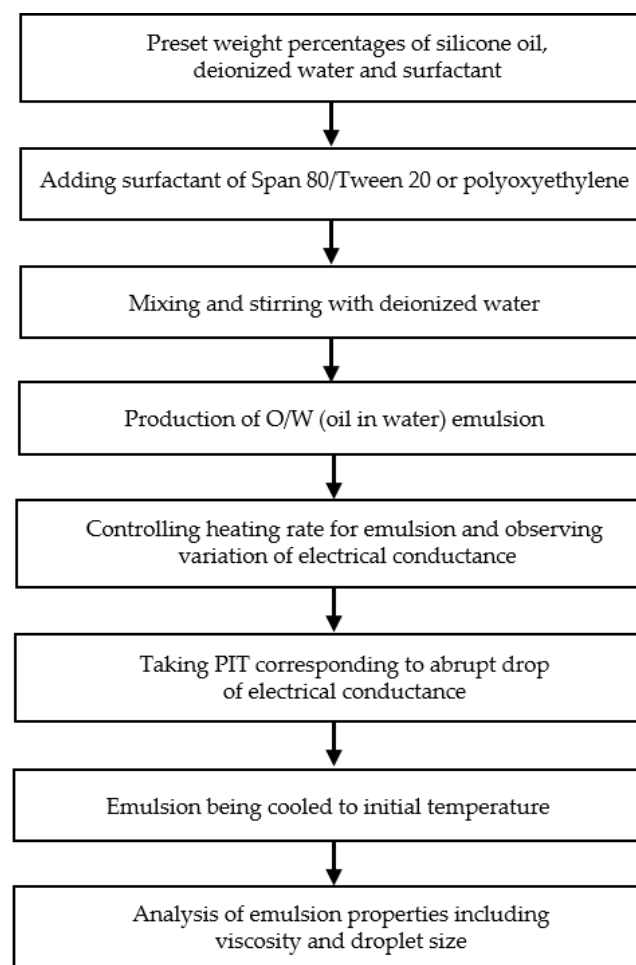 Preset weight percentages of silicone oil,
deionized water and surfactant
Adding surfactant of Span 80/Tween 20 or polyoxyethylene
Mixing and stirring with deionized water
Production of O/W (oil in water) emulsion
Controlling heating rate for emulsion and observing
variation of electrical conductance
Taking PIT corresponding to abrupt drop
of electrical conductance
Emulsion being cooled to initial temperature
Analysis of emulsion properties including
viscosity and droplet size